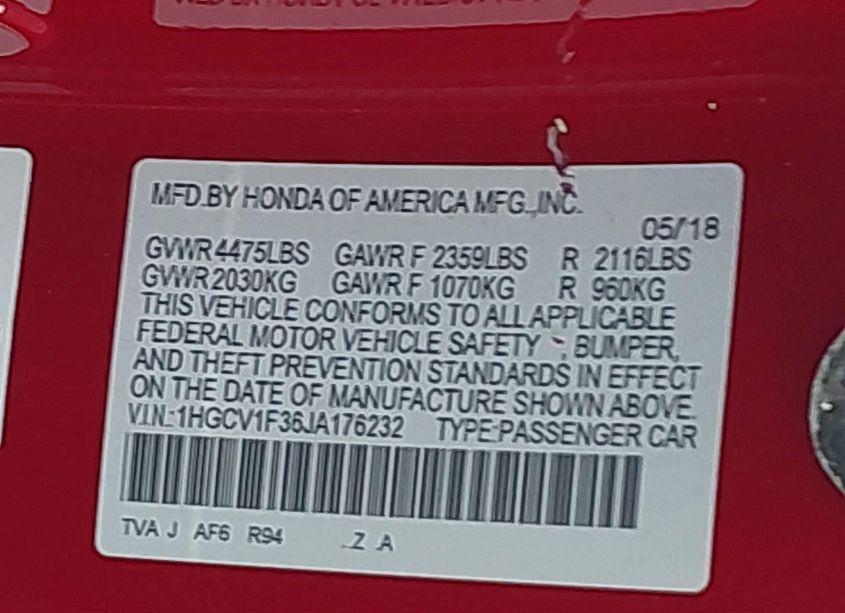 MFD.BY HONDA OF AMERICA MFG.,INC.
05/18
GVWR 4475LBS GAWR F 2359LBS R 2116LBS
GVWR 2030KG GAWR F 1070KG R 960KG
THIS VEHICLE CONFORMS TO ALL APPLICABLE
FEDERAL MOTOR VEHICLE SAFETY , BUMPER,
AND THEFT PREVENTION STANDARDS IN EFFECT
ON THE DATE OF MANUFACTURE SHOWN ABOVE.
V.I.N.:1HGCV1F36JA176232 TYPE:PASSENGER CAR
TVA J AF6 R94 .Z A